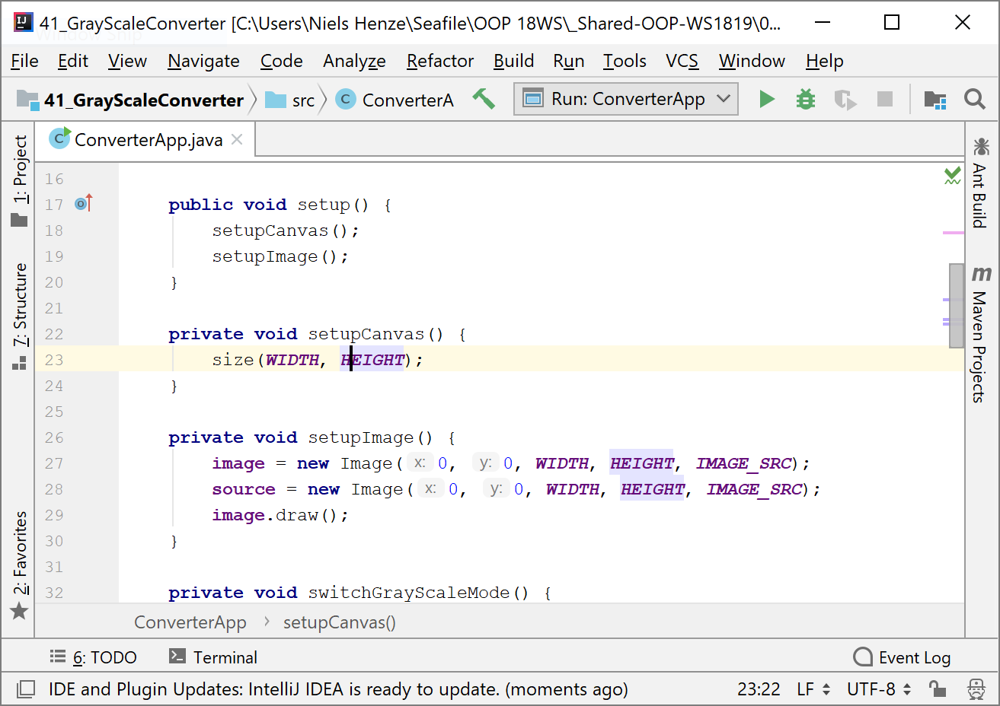 41_GrayScaleConverter [C:\Users\Niels Henze\Seafile\OOP 18WS\_Shared-OOP-WS1819\0...
Window Snip
File Edit View Navigate Code Analyze Refactor Build Run Tools VCS Window Help
41_GrayScaleConverter src C ConverterA Run: ConverterApp
C ConverterApp.java
1: Project
7: Structure
2: Favorites
16
17 public void setup() {
18 setupCanvas();
19 setupImage();
20 }
21
22 private void setupCanvas() {
23 size(WIDTH, HEIGHT);
24 }
25
26 private void setupImage() {
27 image = new Image( x: 0, y: 0, WIDTH, HEIGHT, IMAGE_SRC);
28 source = new Image( x: 0, y: 0, WIDTH, HEIGHT, IMAGE_SRC);
29 image.draw();
30 }
31
32 private void switchGrayScaleMode() {
Ant Build
m
Maven Projects
ConverterApp › setupCanvas()
6: TODO Terminal Event Log
IDE and Plugin Updates: IntelliJ IDEA is ready to update. (moments ago) 23:22 LF UTF-8